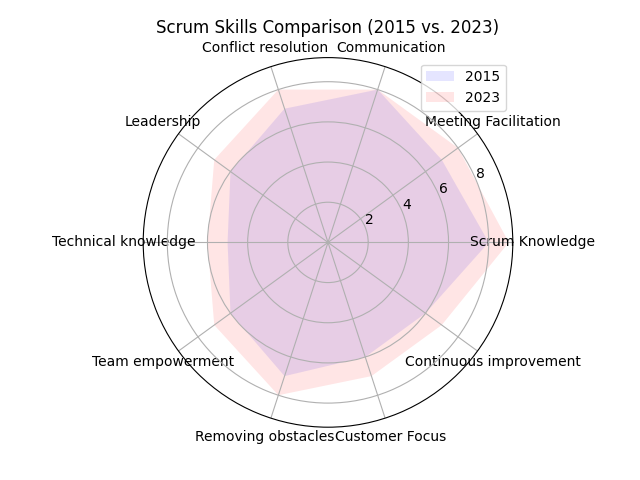 Scrum Skills Comparison (2015 vs. 2023)
Conflict resolution
Communication
2015
2023
Leadership
Meeting Facilitation
8
6
4
2
Technical knowledge
Scrum Knowledge
Team empowerment
Continuous improvement
Removing obstacles
Customer Focus